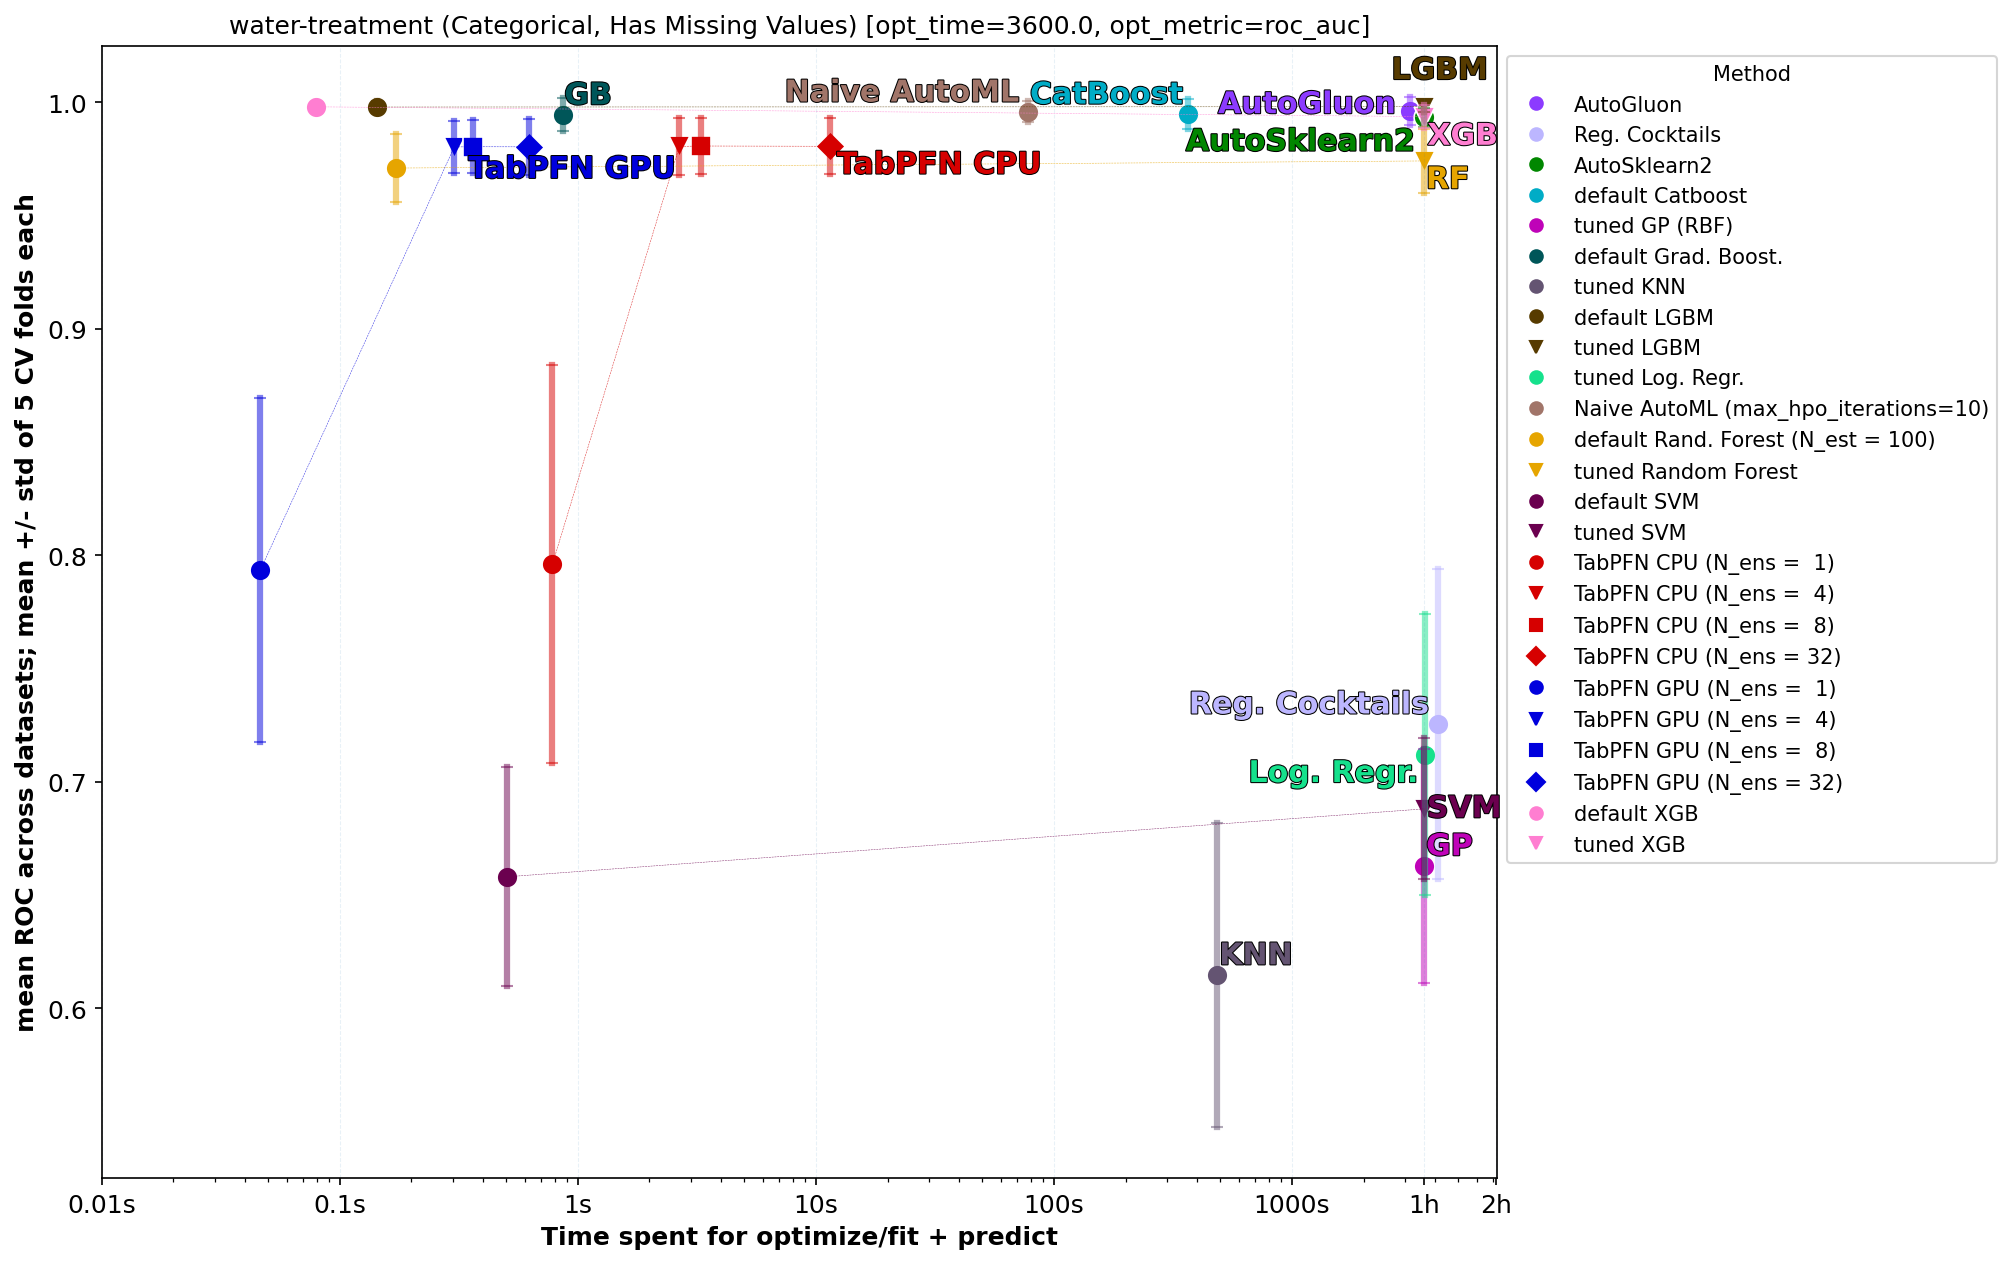 water-treatment (Categorical, Has Missing Values) [opt_time=3600.0, opt_metric=roc_auc]
mean ROC across datasets; mean +/- std of 5 CV folds each
1.0
0.9
0.8
0.7
0.6
LGBM
GB
Naive AutoML
CatBoost
AutoGluon
AutoSklearn2
XGB
TabPFN GPU
TabPFN CPU
RF
Reg. Cocktails
Log. Regr.
SVM
GP
KNN
0.01s
0.1s
1s
10s
100s
1000s
1h
2h
Time spent for optimize/fit + predict
Method
AutoGluon
Reg. Cocktails
AutoSklearn2
default Catboost
tuned GP (RBF)
default Grad. Boost.
tuned KNN
default LGBM
tuned LGBM
tuned Log. Regr.
Naive AutoML (max_hpo_iterations=10)
default Rand. Forest (N_est = 100)
tuned Random Forest
default SVM
tuned SVM
TabPFN CPU (N_ens =  1)
TabPFN CPU (N_ens =  4)
TabPFN CPU (N_ens =  8)
TabPFN CPU (N_ens = 32)
TabPFN GPU (N_ens =  1)
TabPFN GPU (N_ens =  4)
TabPFN GPU (N_ens =  8)
TabPFN GPU (N_ens = 32)
default XGB
tuned XGB